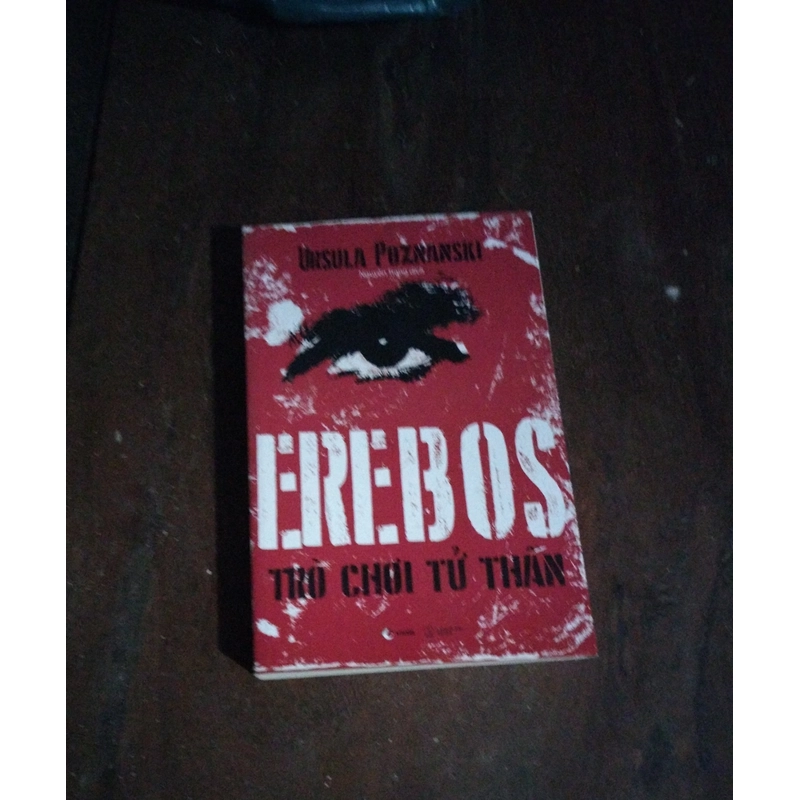 URSULA POZNANSKI
EREBOS
TRÒ CHƠI TỬ THẦN